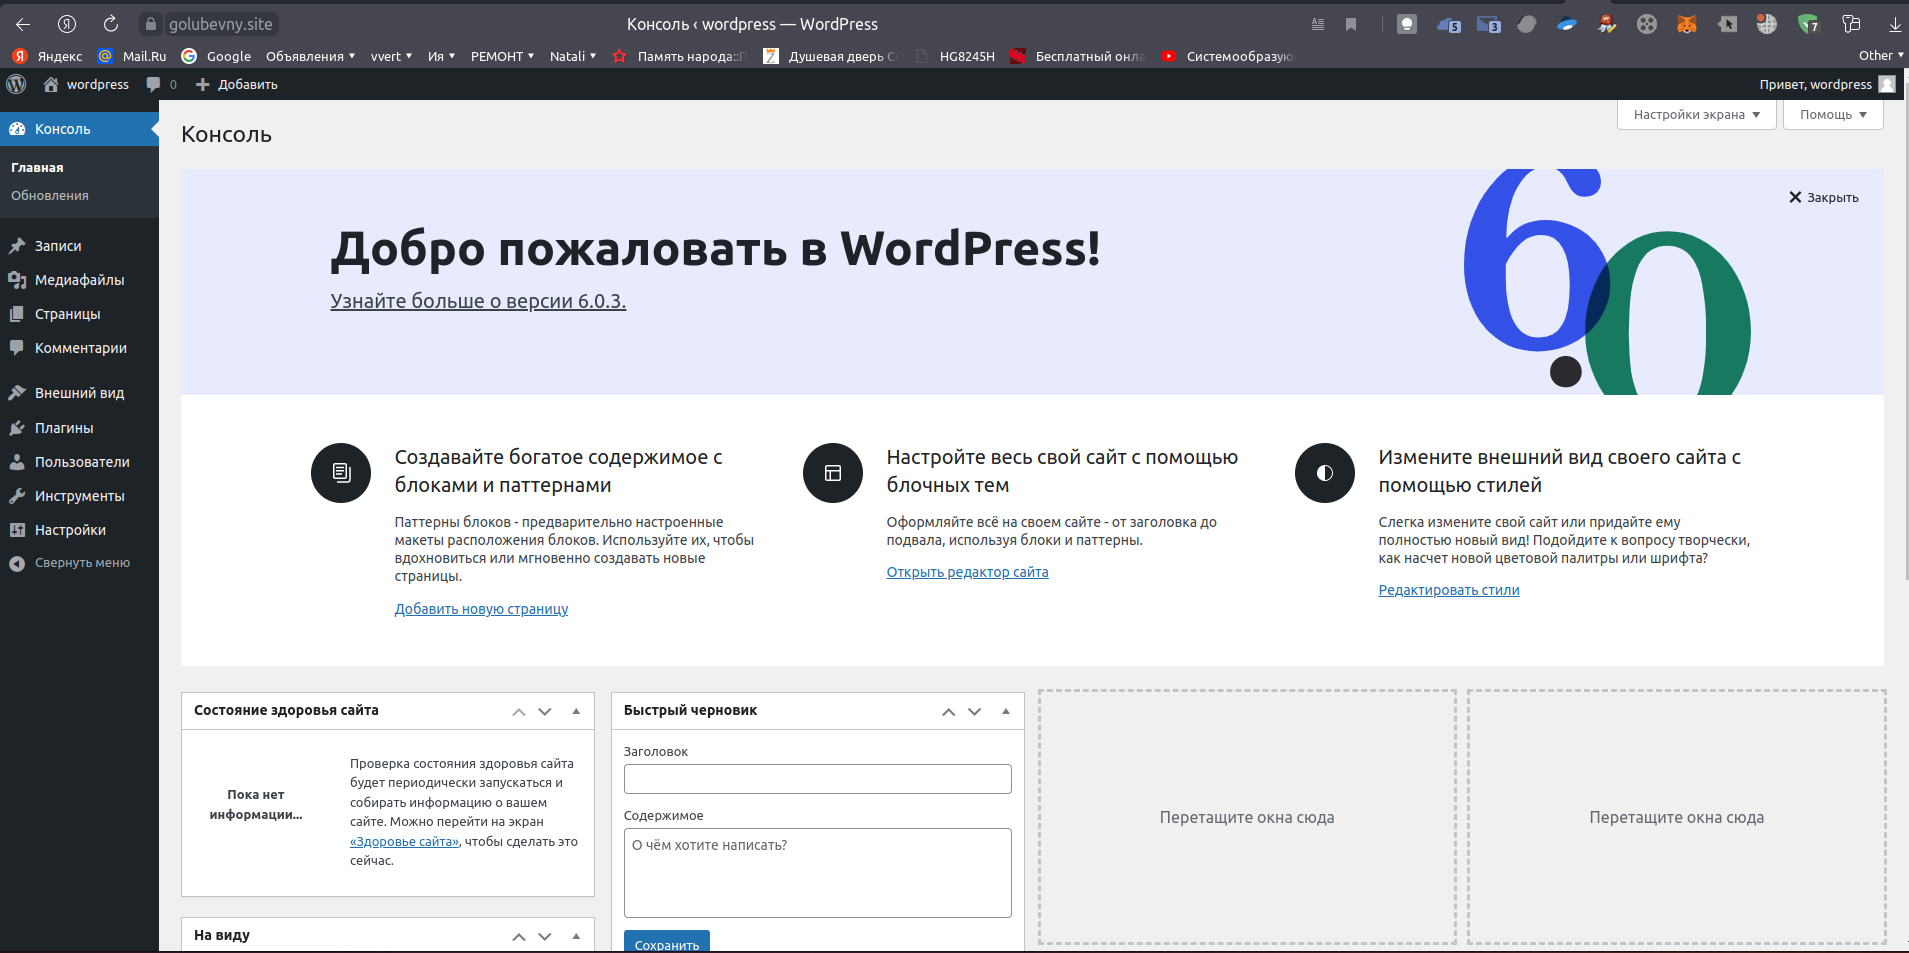 golubevny.site
Консоль ‹ wordpress — WordPress
5
3
7
Яндекс
Mail.Ru
Google
Объявления
vvert
Ия
РЕМОНТ
Natali
Память народа::
Душевая дверь
HG8245H
Бесплатный онла
Системообразую
Other
wordpress
0
Добавить
Привет, wordpress
Консоль
Главная
Обновления
Записи
Медиафайлы
Страницы
Комментарии
Внешний вид
Плагины
Пользователи
Инструменты
Настройки
Свернуть меню
Консоль
Настройки экрана
Помощь
Закрыть
Добро пожаловать в WordPress!
Узнайте больше о версии 6.0.3.
6.0
Создавайте богатое содержимое с
блоками и паттернами
Паттерны блоков - предварительно настроенные
макеты расположения блоков. Используйте их, чтобы
вдохновиться или мгновенно создавать новые
страницы.
Добавить новую страницу
Настройте весь свой сайт с помощью
блочных тем
Оформляйте всё на своем сайте - от заголовка до
подвала, используя блоки и паттерны.
Открыть редактор сайта
Измените внешний вид своего сайта с
помощью стилей
Слегка измените свой сайт или придайте ему
полностью новый вид! Подойдите к вопросу творчески,
как насчет новой цветовой палитры или шрифта?
Редактировать стили
Состояние здоровья сайта
Пока нет
информации...
Проверка состояния здоровья сайта
будет периодически запускаться и
собирать информацию о вашем
сайте. Можно перейти на экран
«Здоровье сайта», чтобы сделать это
сейчас.
На виду
Быстрый черновик
Заголовок
Содержимое
О чём хотите написать?
Сохранить
Перетащите окна сюда
Перетащите окна сюда